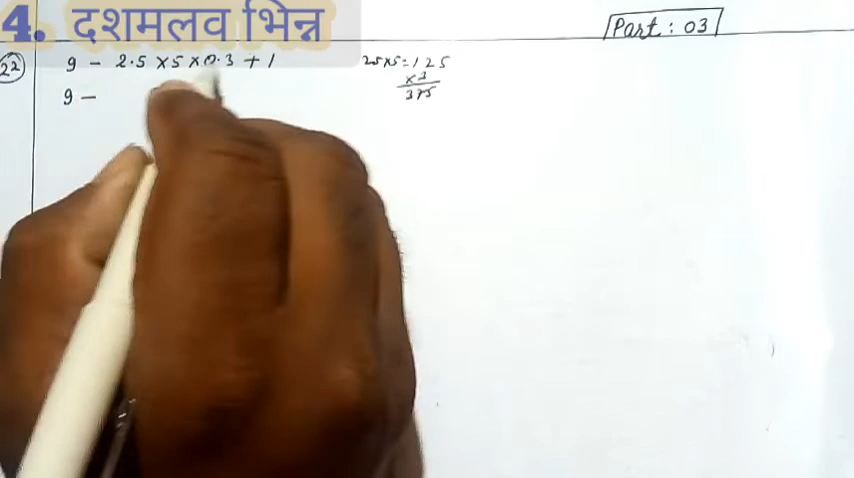 4. दशमलव भिन्न
Part : 03
22 9 - 2.5 × 5 × 0.3 + 1
25×5=125
×3
375
9 -